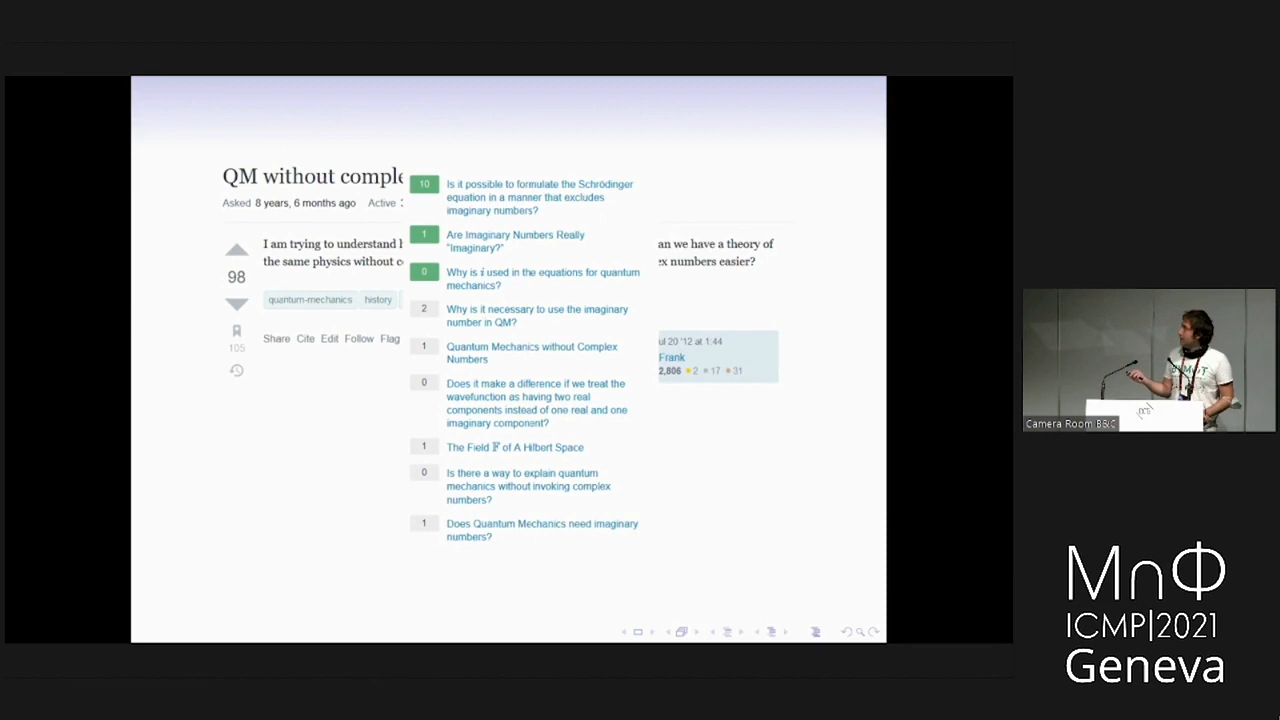 QM without comple
Asked 8 years, 6 months ago Active
98
105
I am trying to understand h
the same physics without c
quantum-mechanics history
Share Cite Edit Follow Flag
10 Is it possible to formulate the Schrödinger
equation in a manner that excludes
imaginary numbers?
1 Are Imaginary Numbers Really
"Imaginary?"
0 Why is i used in the equations for quantum
mechanics?
2 Why is it necessary to use the imaginary
number in QM?
1 Quantum Mechanics without Complex
Numbers
0 Does it make a difference if we treat the
wavefunction as having two real
components instead of one real and one
imaginary component?
1 The Field F of A Hilbert Space
0 Is there a way to explain quantum
mechanics without invoking complex
numbers?
1 Does Quantum Mechanics need imaginary
numbers?
an we have a theory of
ex numbers easier?
ul 20 '12 at 1:44
Frank
2,806 2 17 31
Camera Room B&C
M∩Φ
ICMP|2021
Geneva